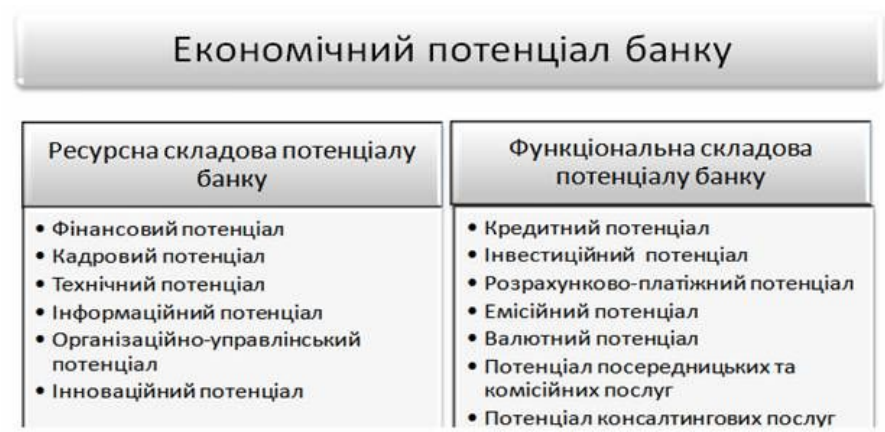 Економічний потенціал банку
Ресурсна складова потенціалу
банку
• Фінансовий потенціал
• Кадровий потенціал
• Технічний потенціал
• Інформаційний потенціал
• Організаційно-управлінський
потенціал
• Інноваційний потенціал
Функціональна складова
потенціалу банку
• Кредитний потенціал
• Інвестиційний потенціал
• Розрахунково-платіжний потенціал
• Емісійний потенціал
• Валютний потенціал
• Потенціал посередницьких та
комісійних послуг
• Потенціал консалтингових послуг